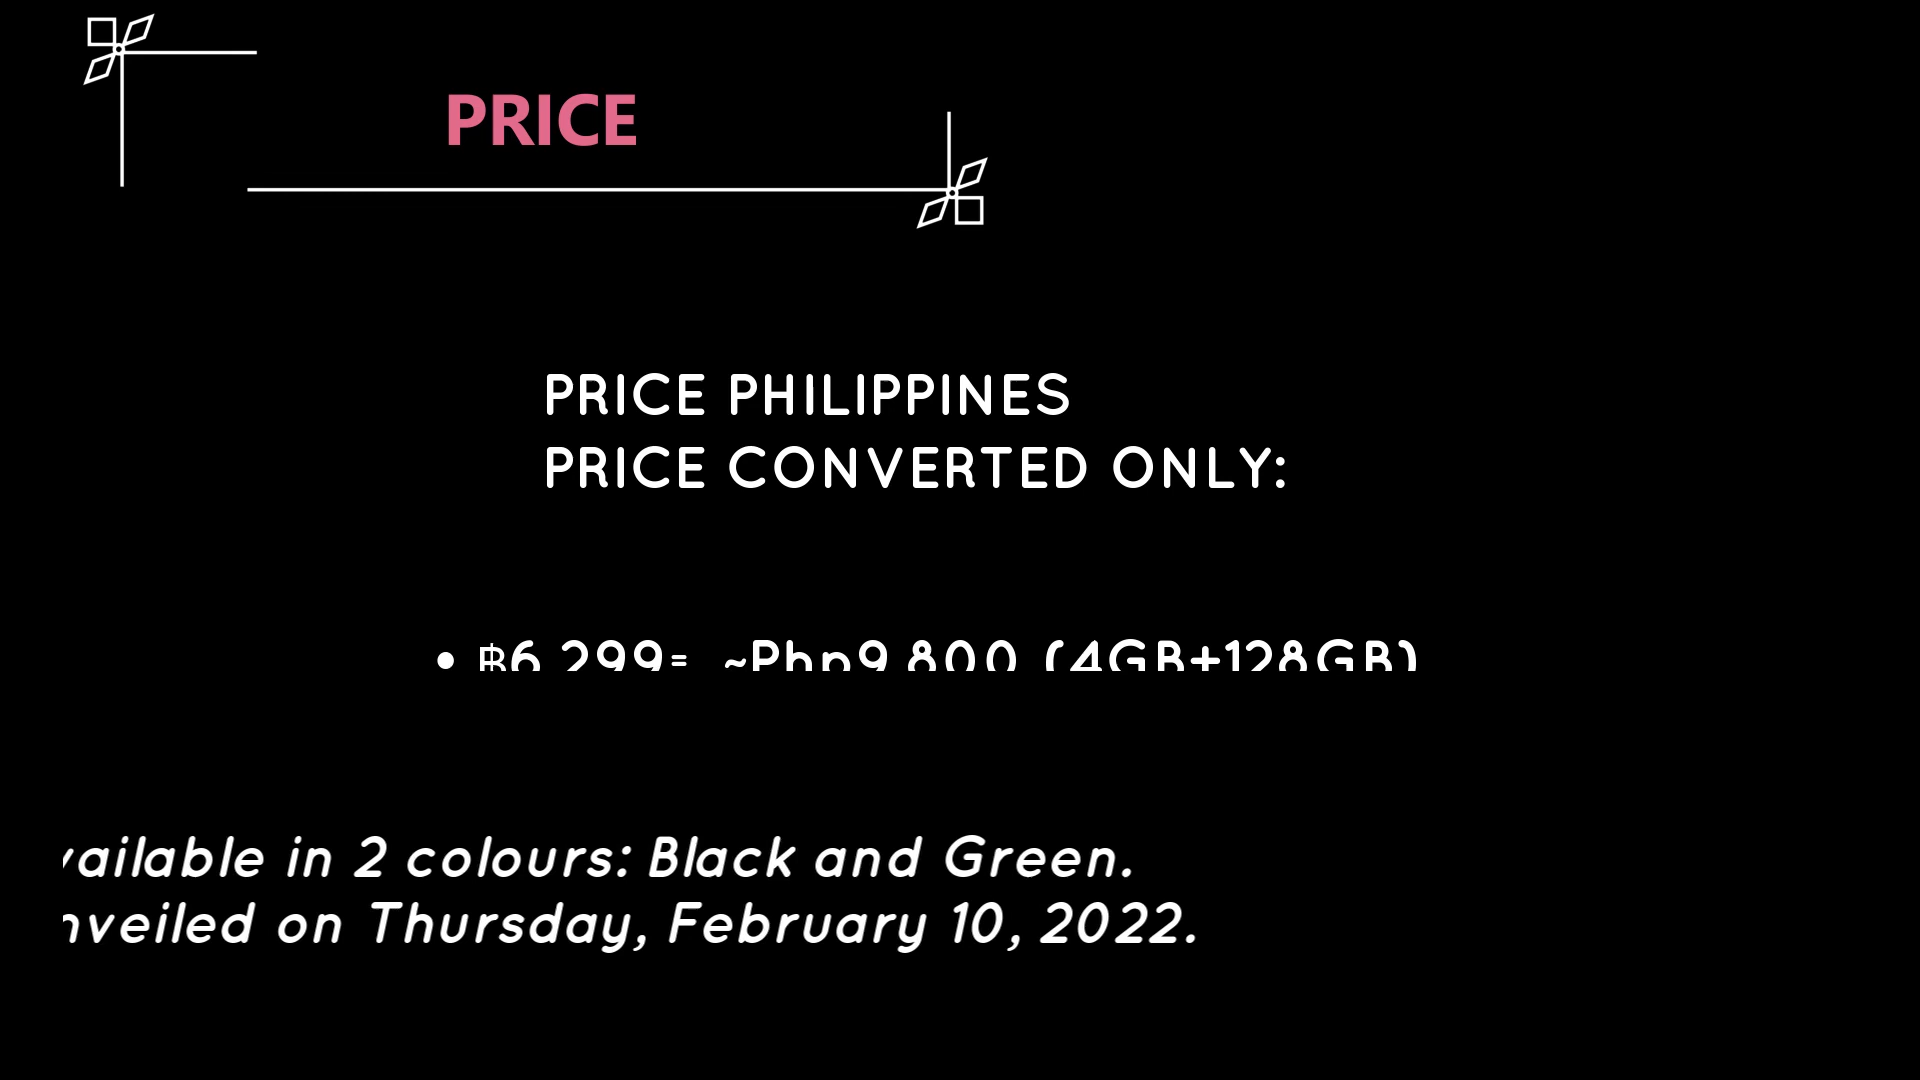 PRICE
PRICE PHILIPPINES
PRICE CONVERTED ONLY:
• ฿6,299= ~Php9,800 (4GB+128GB)
vailable in 2 colours: Black and Green.
nveiled on Thursday, February 10, 2022.